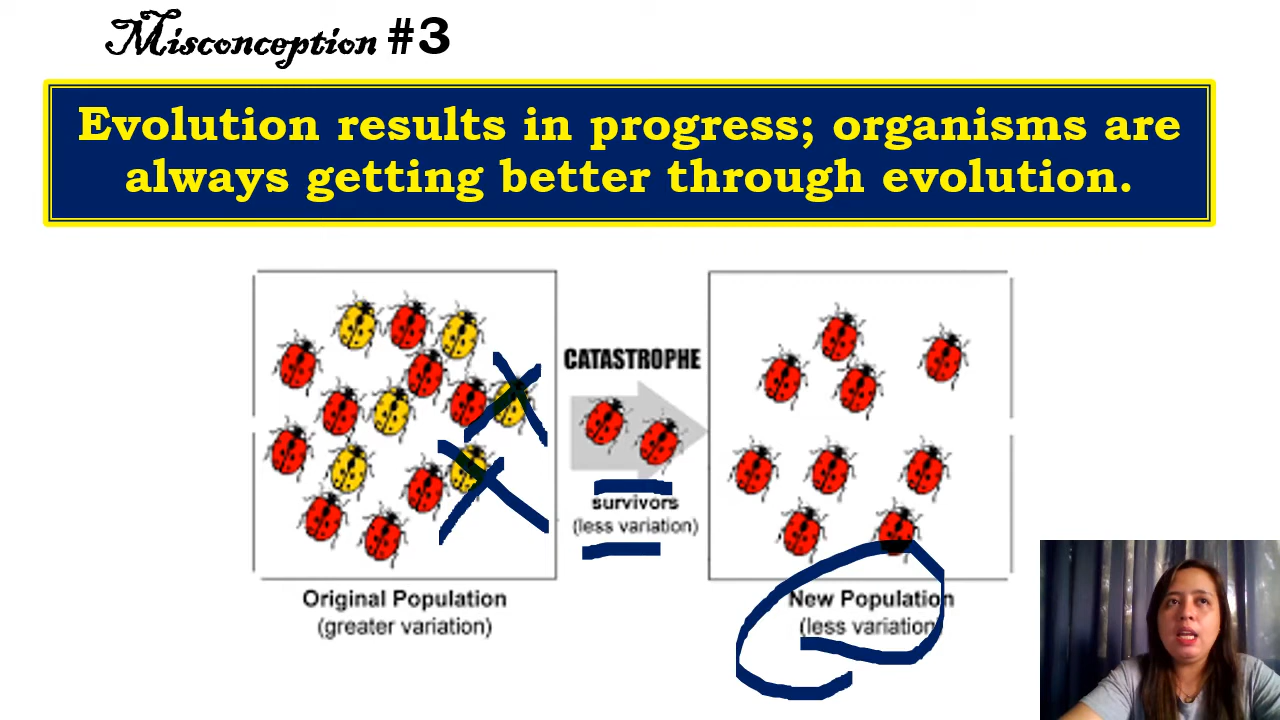 Misconception #3
Evolution results in progress; organisms are
always getting better through evolution.
CATASTROPHE
survivors
(less variation)
Original Population
(greater variation)
New Population
(less variation)